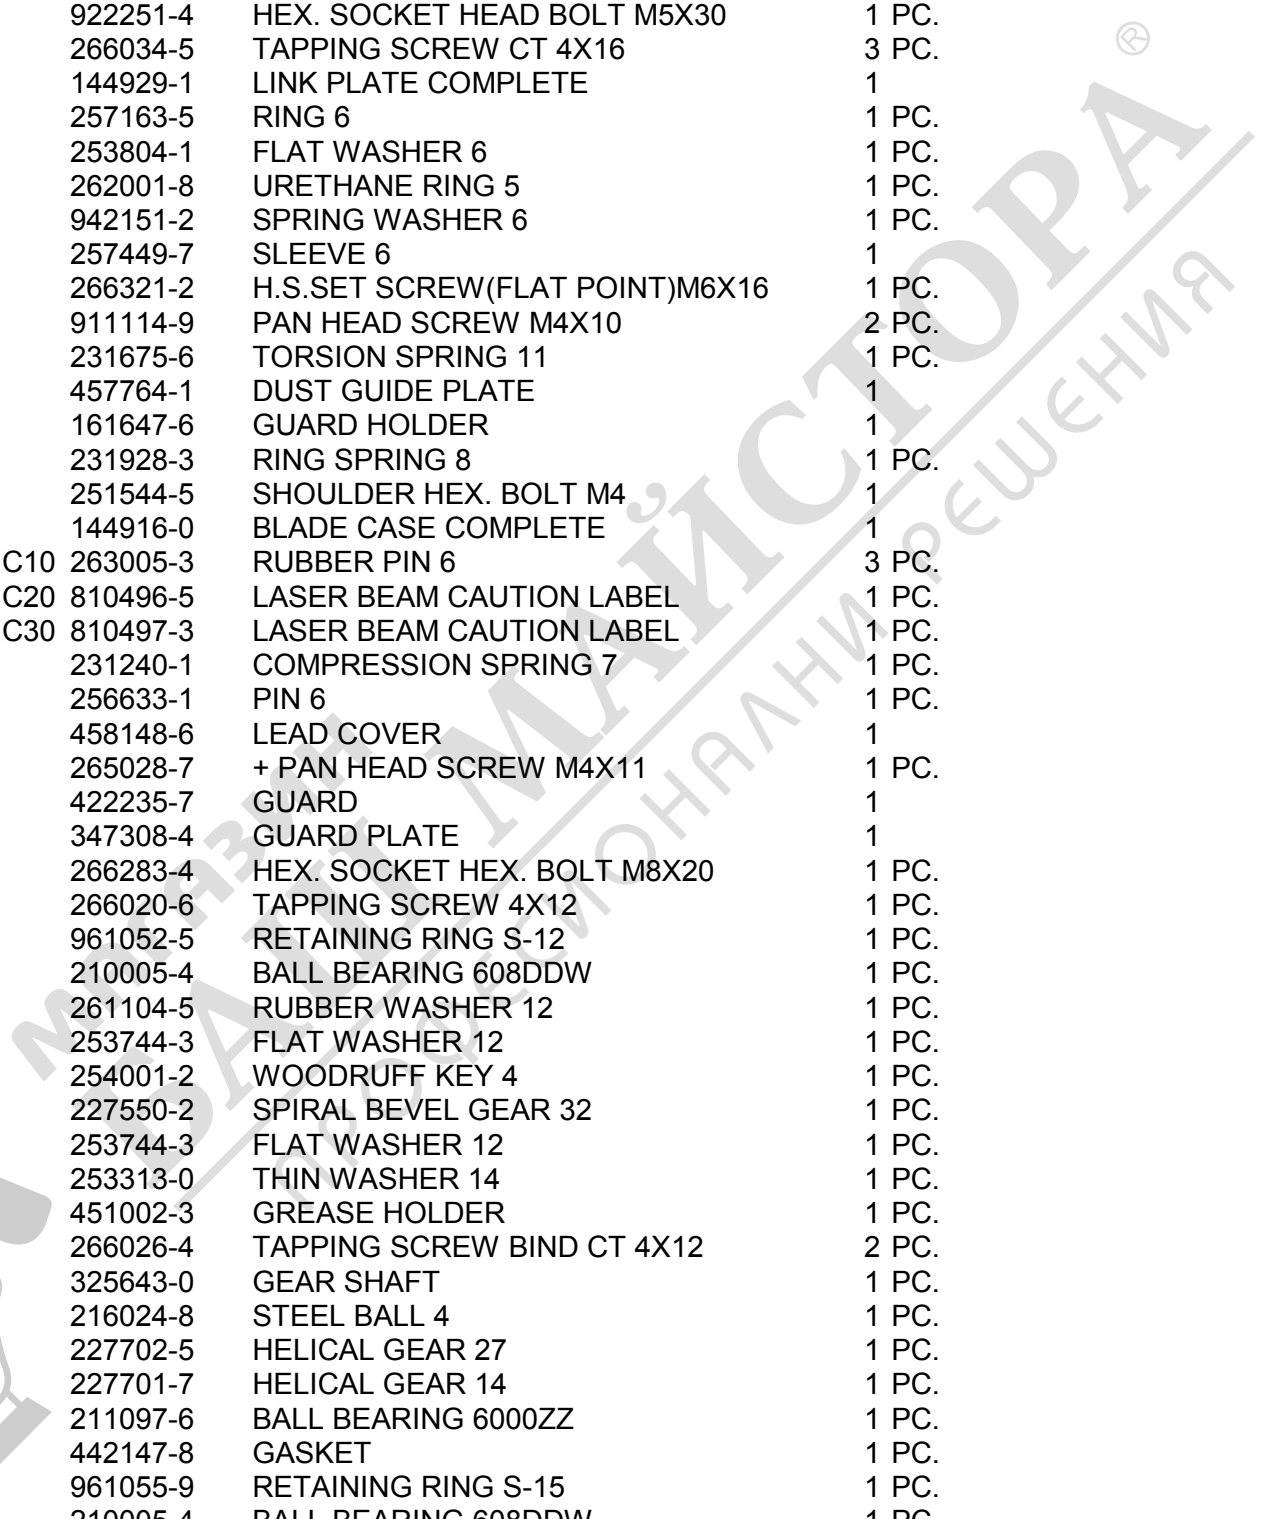 922251-4 HEX. SOCKET HEAD BOLT M5X30 1 PC.
266034-5 TAPPING SCREW CT 4X16 3 PC.
144929-1 LINK PLATE COMPLETE 1
257163-5 RING 6 1 PC.
253804-1 FLAT WASHER 6 1 PC.
262001-8 URETHANE RING 5 1 PC.
942151-2 SPRING WASHER 6 1 PC.
257449-7 SLEEVE 6 1
266321-2 H.S.SET SCREW(FLAT POINT)M6X16 1 PC.
911114-9 PAN HEAD SCREW M4X10 2 PC.
231675-6 TORSION SPRING 11 1 PC.
457764-1 DUST GUIDE PLATE 1
161647-6 GUARD HOLDER 1
231928-3 RING SPRING 8 1 PC.
251544-5 SHOULDER HEX. BOLT M4 1
144916-0 BLADE CASE COMPLETE 1
C10 263005-3 RUBBER PIN 6 3 PC.
C20 810496-5 LASER BEAM CAUTION LABEL 1 PC.
C30 810497-3 LASER BEAM CAUTION LABEL 1 PC.
231240-1 COMPRESSION SPRING 7 1 PC.
256633-1 PIN 6 1 PC.
458148-6 LEAD COVER 1
265028-7 + PAN HEAD SCREW M4X11 1 PC.
422235-7 GUARD 1
347308-4 GUARD PLATE 1
266283-4 HEX. SOCKET HEX. BOLT M8X20 1 PC.
266020-6 TAPPING SCREW 4X12 1 PC.
961052-5 RETAINING RING S-12 1 PC.
210005-4 BALL BEARING 608DDW 1 PC.
261104-5 RUBBER WASHER 12 1 PC.
253744-3 FLAT WASHER 12 1 PC.
254001-2 WOODRUFF KEY 4 1 PC.
227550-2 SPIRAL BEVEL GEAR 32 1 PC.
253744-3 FLAT WASHER 12 1 PC.
253313-0 THIN WASHER 14 1 PC.
451002-3 GREASE HOLDER 1 PC.
266026-4 TAPPING SCREW BIND CT 4X12 2 PC.
325643-0 GEAR SHAFT 1 PC.
216024-8 STEEL BALL 4 1 PC.
227702-5 HELICAL GEAR 27 1 PC.
227701-7 HELICAL GEAR 14 1 PC.
211097-6 BALL BEARING 6000ZZ 1 PC.
442147-8 GASKET 1 PC.
961055-9 RETAINING RING S-15 1 PC.
210005-4 BALL BEARING 608DDW 1 PC.
магазин
БАШ МАЙСТОРА ®
ПРОФЕСИОНАЛНИ РЕШЕНИЯ